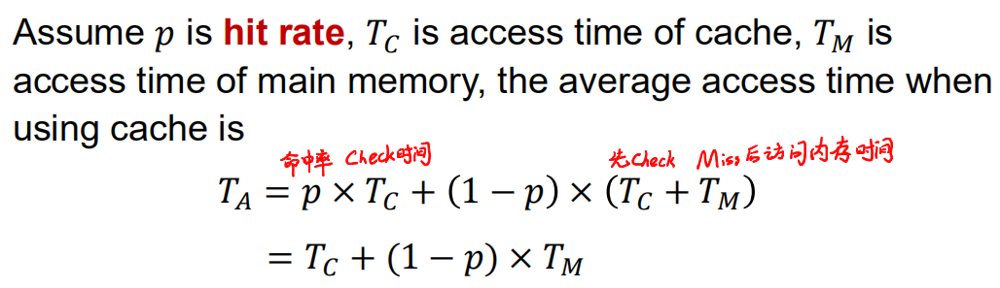 Assume p is hit rate, T_C is access time of cache, T_M is
access time of main memory, the average access time when
using cache is
命中率 Check时间 先Check Miss后访问内存时间
T_A = p × T_C + (1 − p) × (T_C + T_M)
= T_C + (1 − p) × T_M